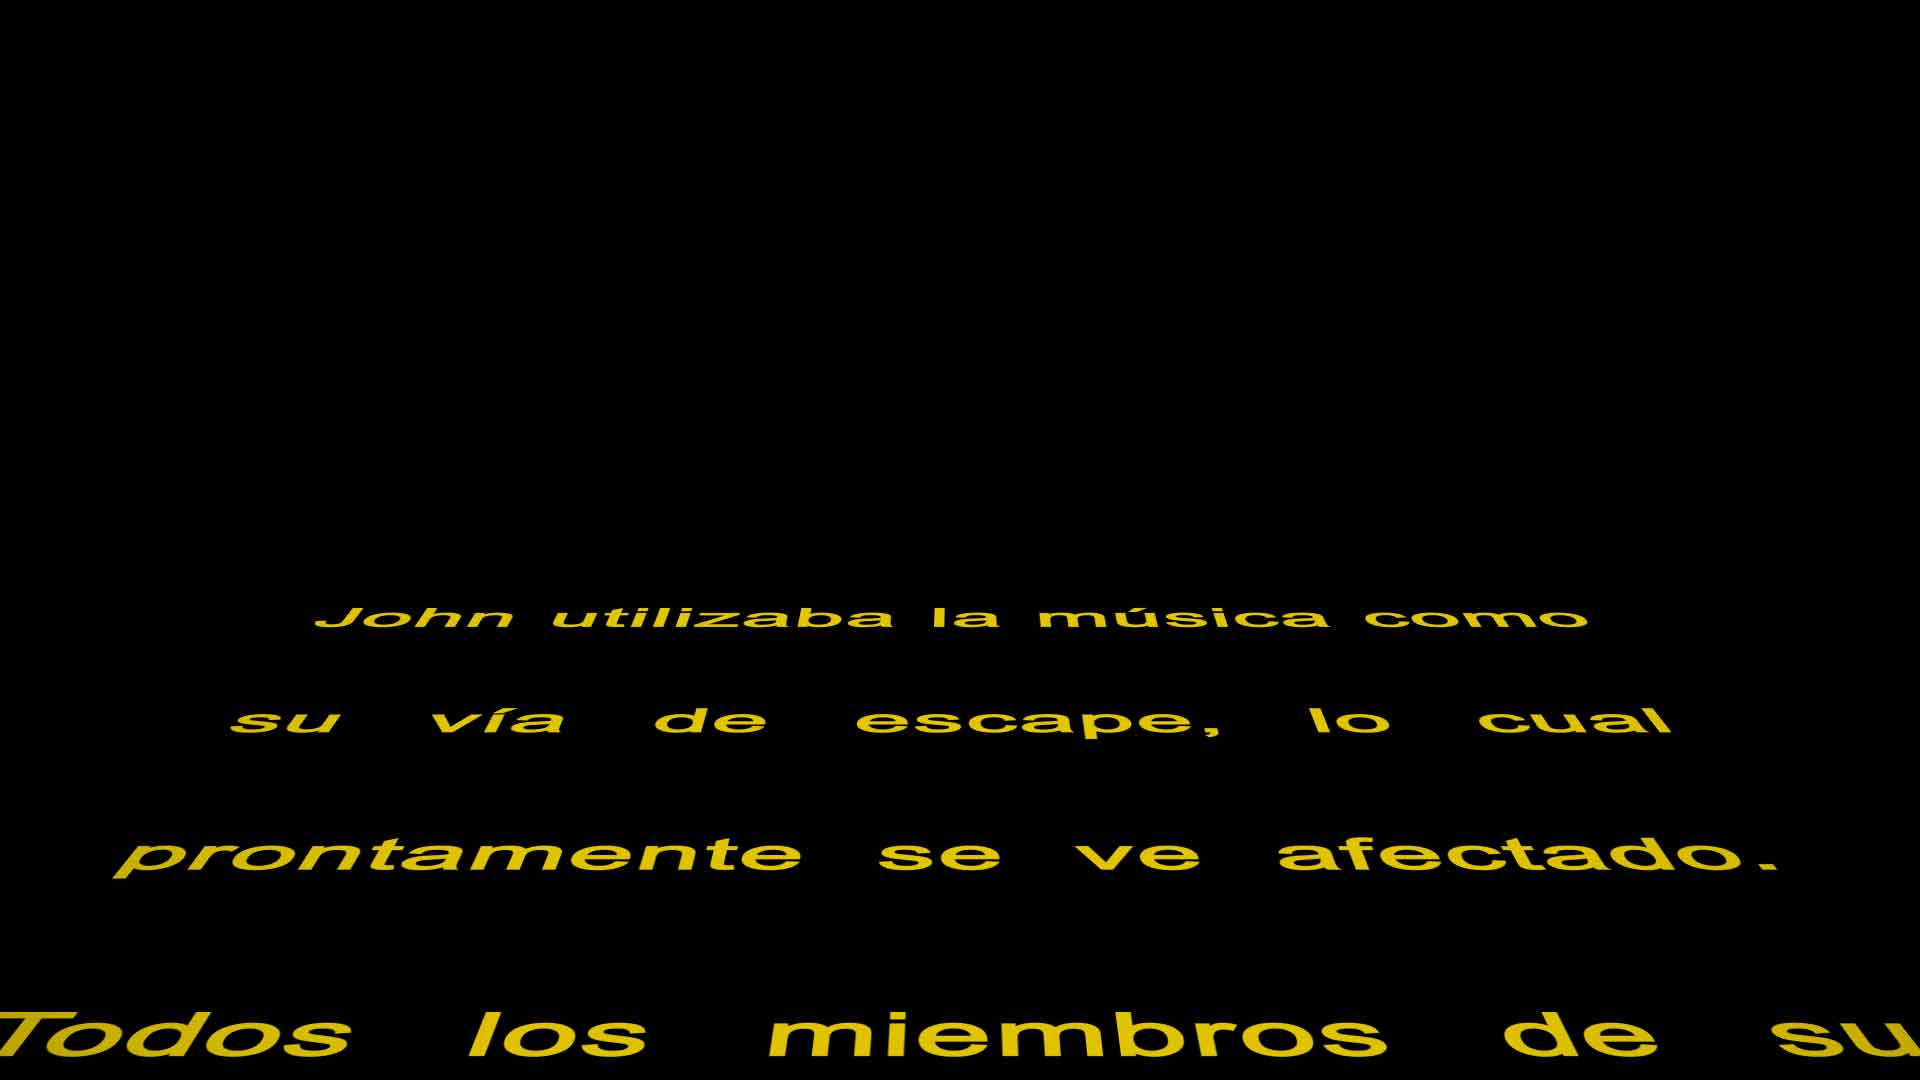 John utilizaba la música como
su vía de escape, lo cual
prontamente se ve afectado.
Todos los miembros de su